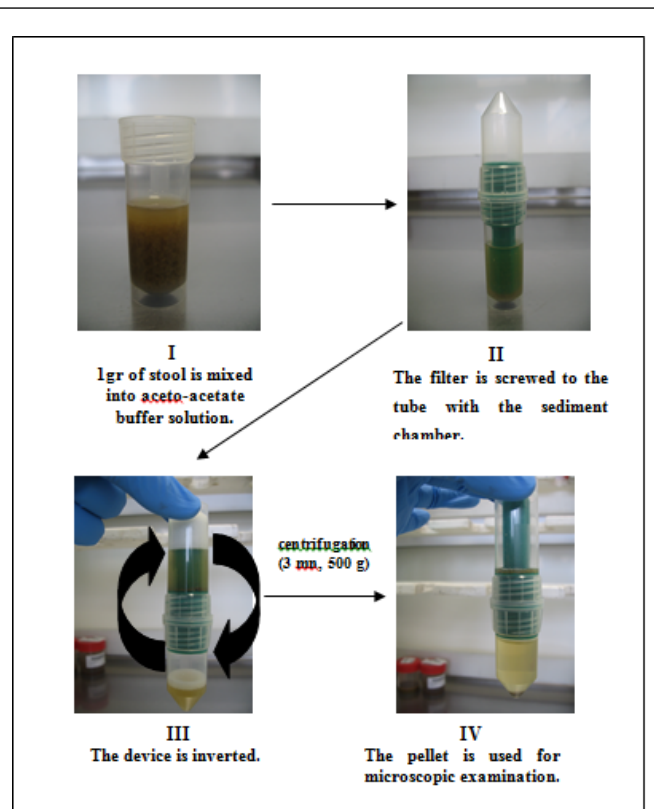 I
1gr of stool is mixed
into aceto-acetate
buffer solution.
II
The filter is screwed to the
tube with the sediment
chamber.
centrifugation
(3 mn, 500 g)
III
The device is inverted.
IV
The pellet is used for
microscopic examination.